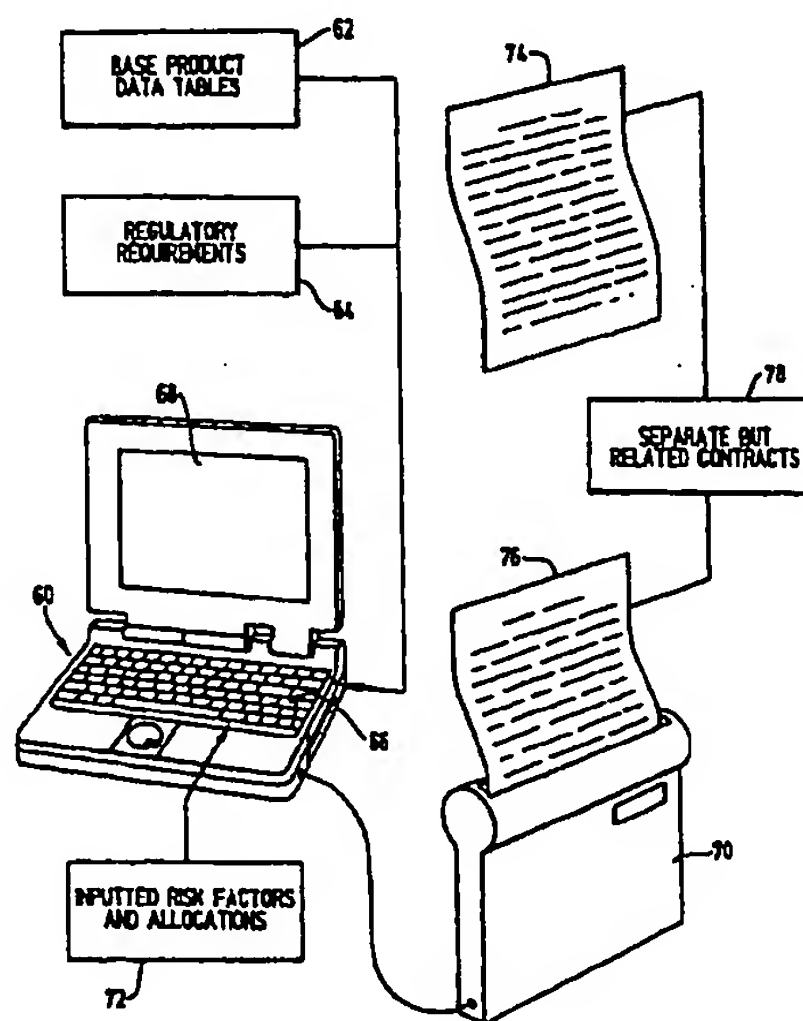 62
BASE PRODUCT
DATA TABLES
74
REGULATORY
REQUIREMENTS
64
68
78
SEPARATE BUT
RELATED CONTRACTS
76
60
66
70
INPUTTED RISK FACTORS
AND ALLOCATIONS
72